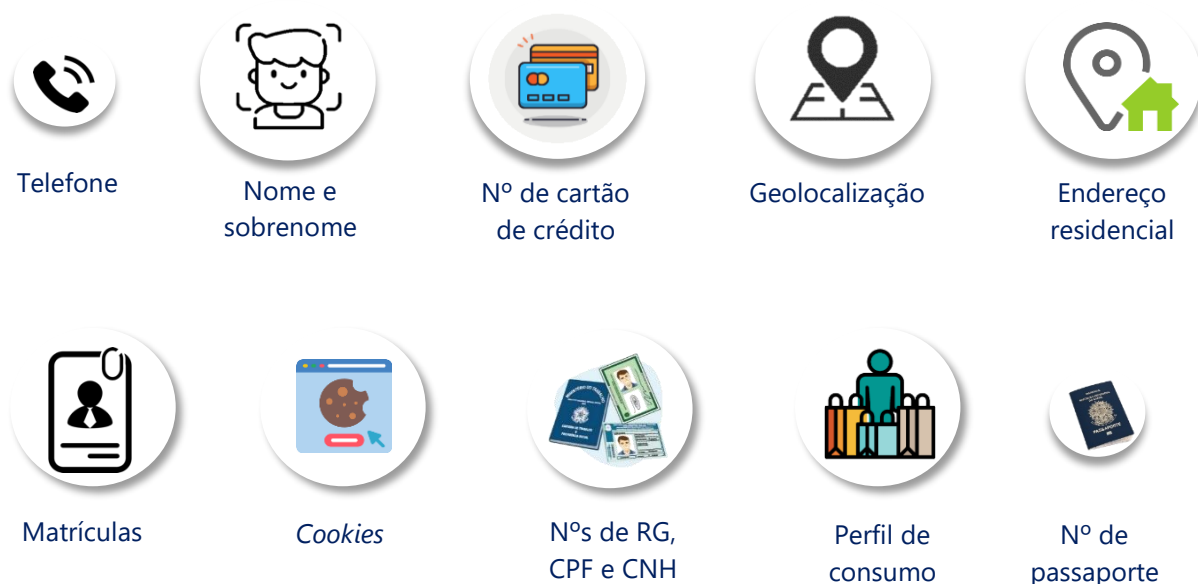 Telefone
Nome e
sobrenome
Nº de cartão
de crédito
Geolocalização
Endereço
residencial
Matrículas
Cookies
Nºs de RG,
CPF e CNH
Perfil de
consumo
Nº de
passaporte
PASSAPORTE